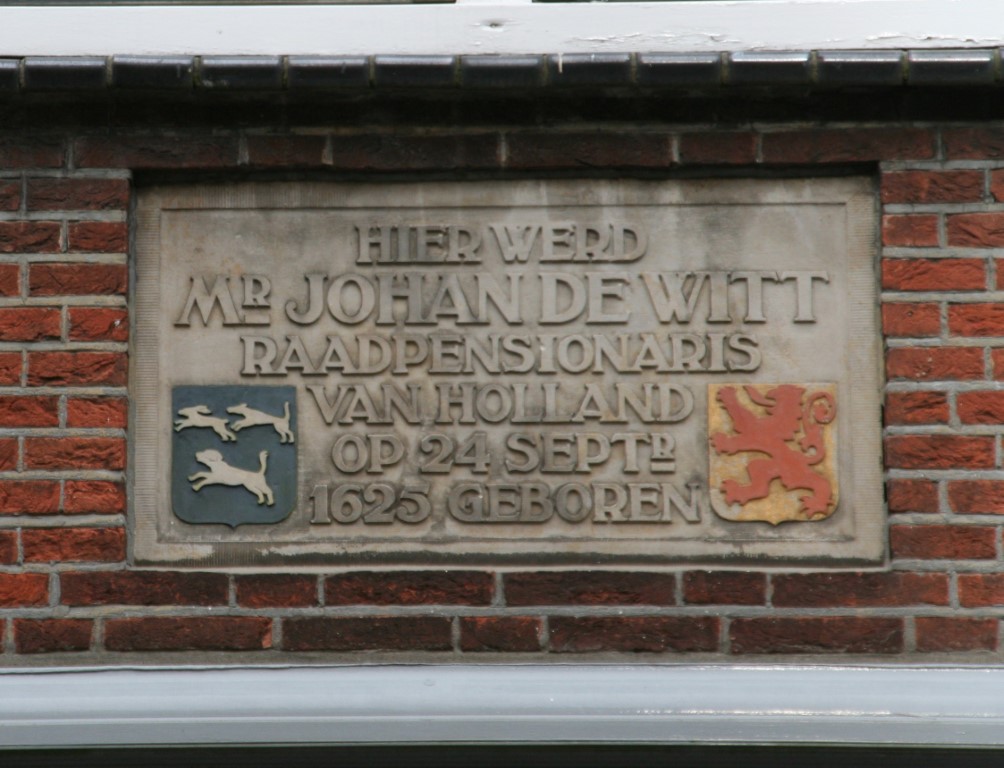 HIER WERD
MR JOHAN DE WITT
RAADPENSIONARIS
VAN HOLLAND
OP 24 SEPTR
1625 GEBOREN